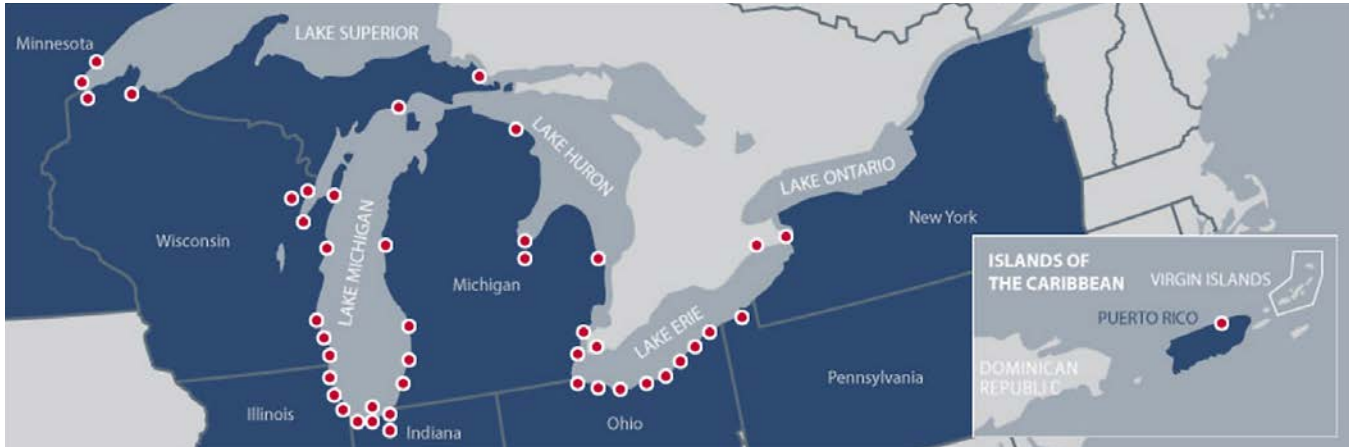 Minnesota
LAKE SUPERIOR
LAKE HURON
LAKE ONTARIO
New York
Wisconsin
LAKE MICHIGAN
Michigan
LAKE ERIE
Pennsylvania
Illinois
Indiana
Ohio
ISLANDS OF
THE CARIBBEAN
VIRGIN ISLANDS
PUERTO RICO
DOMINICAN
REPUBLIC